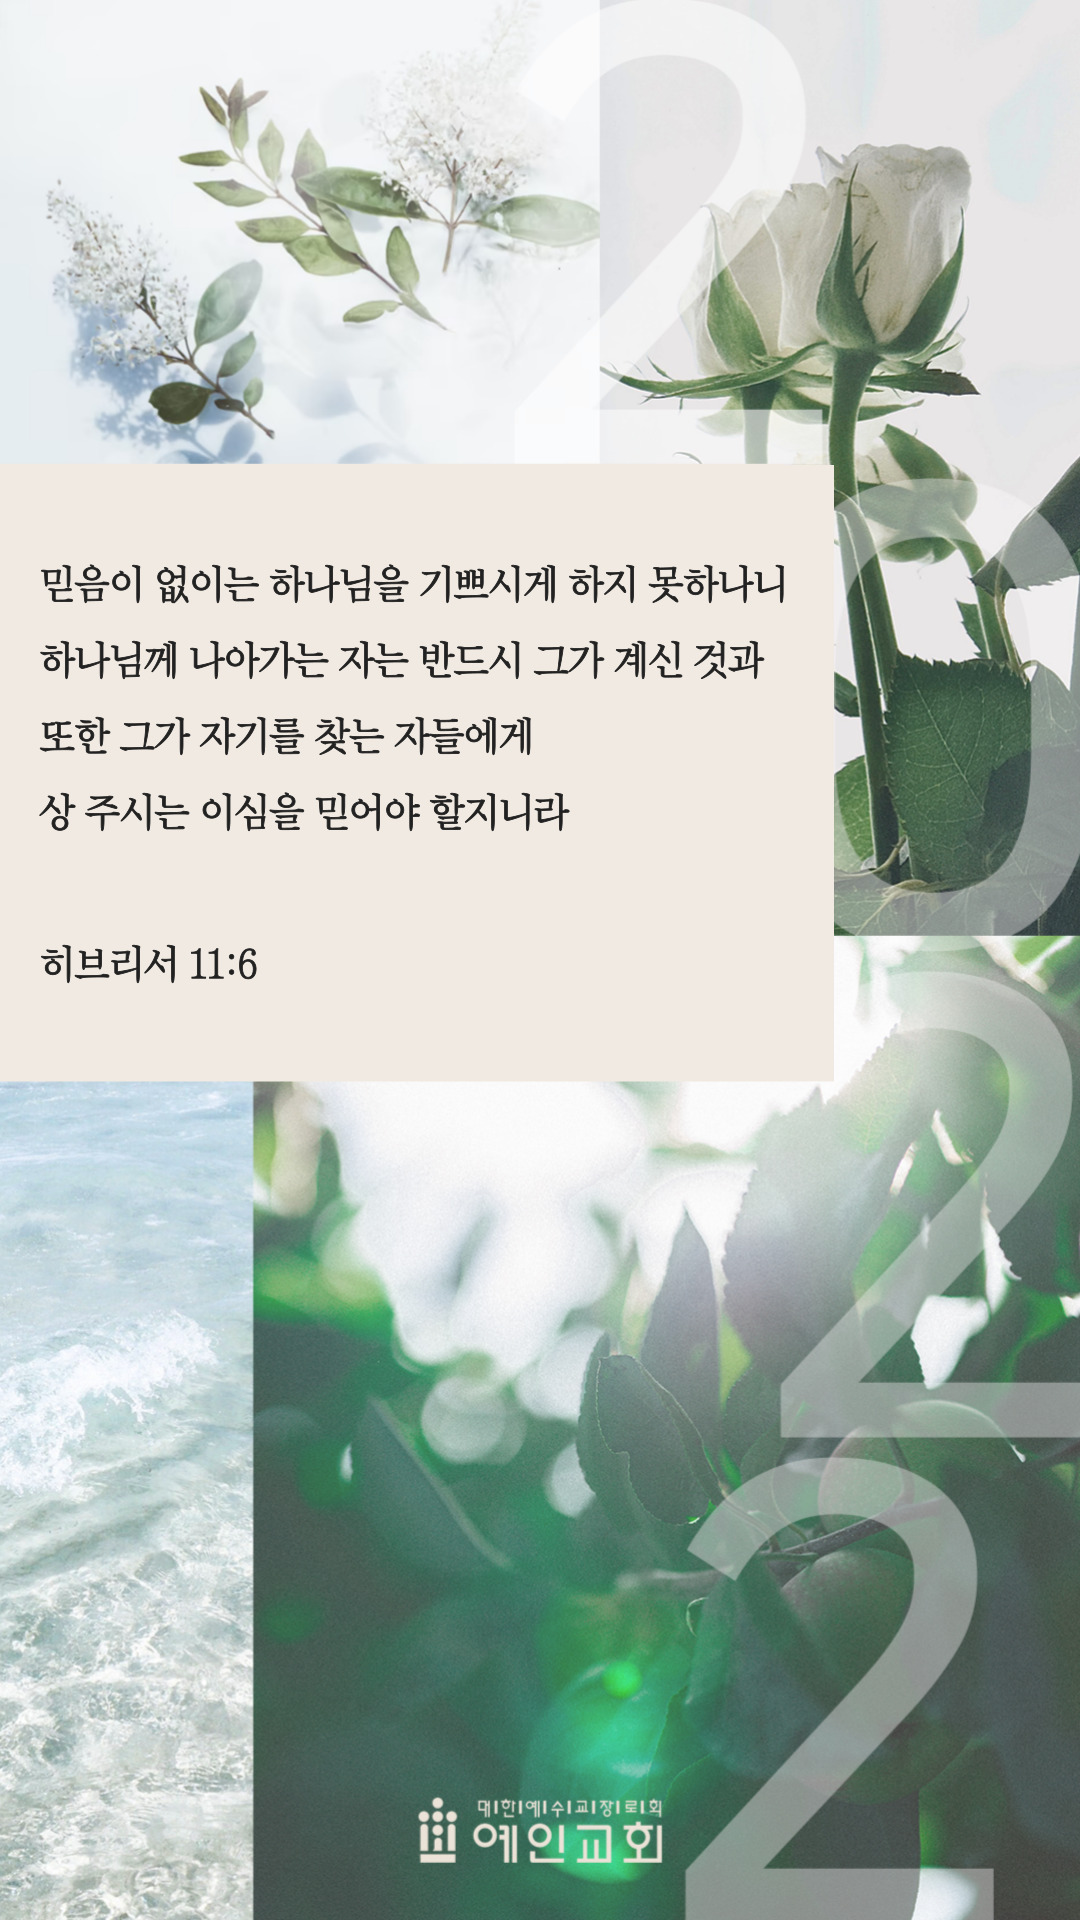 2
0
2
2
믿음이 없이는 하나님을 기쁘시게 하지 못하나니
하나님께 나아가는 자는 반드시 그가 계신 것과
또한 그가 자기를 찾는 자들에게
상 주시는 이심을 믿어야 할지니라
히브리서 11:6
대한예수교장로회
예인교회